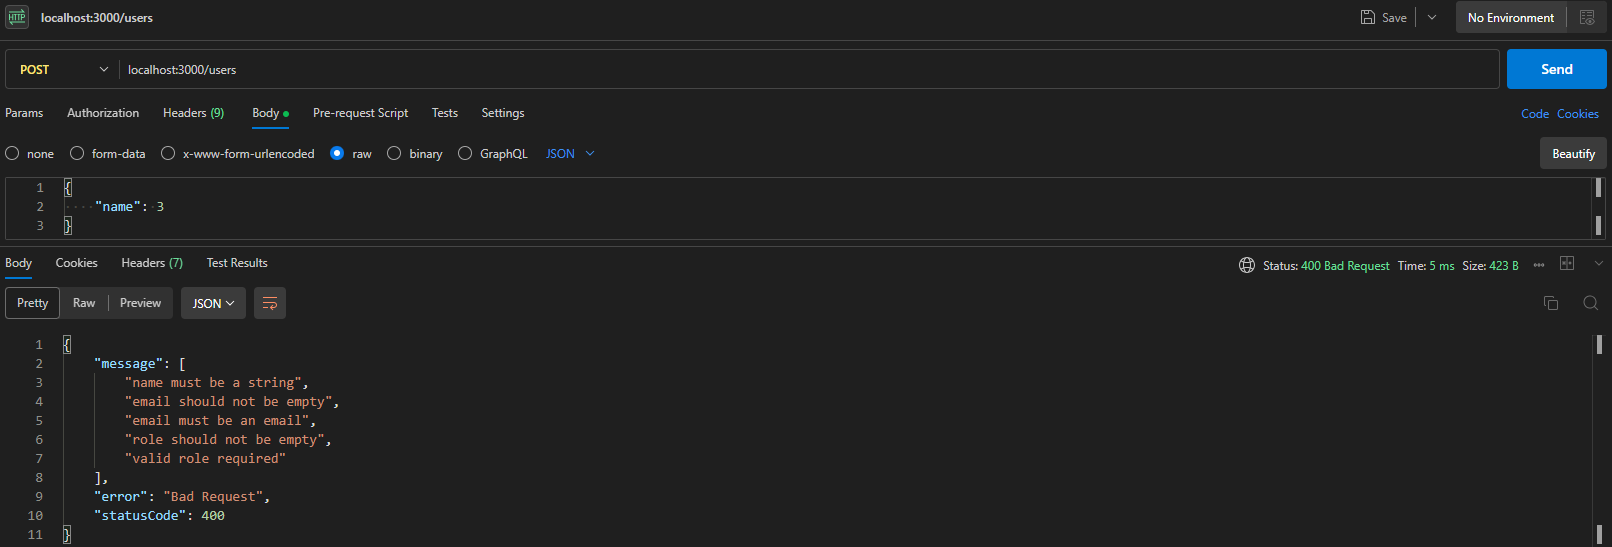 HTTP localhost:3000/users Save No Environment
POST localhost:3000/users Send
Params Authorization Headers (9) Body Pre-request Script Tests Settings Code Cookies
none form-data x-www-form-urlencoded raw binary GraphQL JSON Beautify
1 {
2 "name": 3
3 }
Body Cookies Headers (7) Test Results Status: 400 Bad Request Time: 5 ms Size: 423 B
Pretty Raw Preview JSON
1 {
2 "message": [
3 "name must be a string",
4 "email should not be empty",
5 "email must be an email",
6 "role should not be empty",
7 "valid role required"
8 ],
9 "error": "Bad Request",
10 "statusCode": 400
11 }